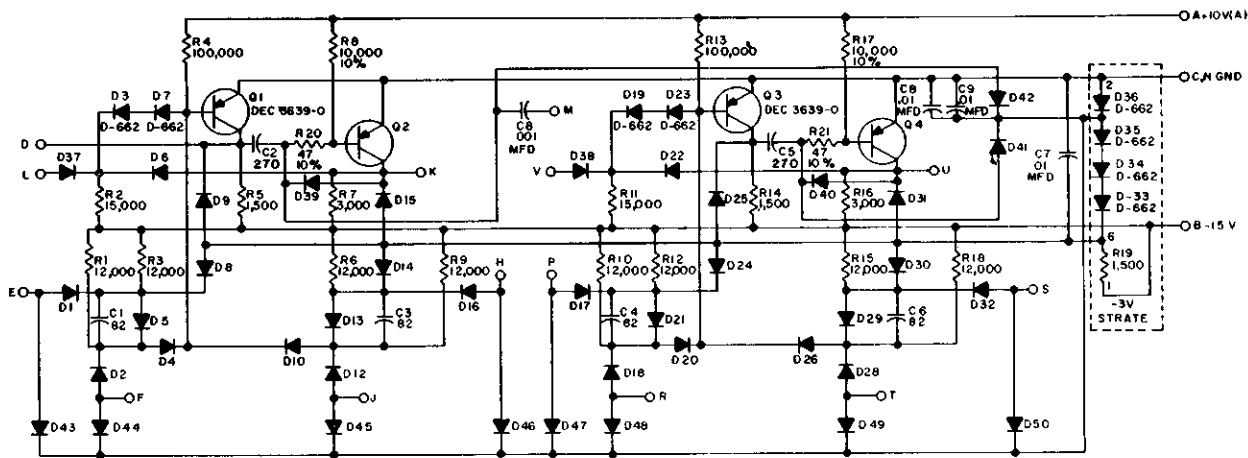 A+10V(A)
R4
100,000
R8
10,000
10%
R13
100,000
R17
10,000
10%
C,N GND
D3
D-662
D7
D-662
Q1
DEC 3639-0
Q2
C8
.001
MFD
M
D19
D-662
D23
D-662
Q3
DEC 3639-0
Q4
C8
.01
MFD
C9
.01
MFD
D42
2
D36
D-662
D35
D-662
D34
D-662
D-33
D-662
D
C2
270
R20
47
10%
C5
270
R21
47
10%
D41
C7
.01
MFD
L
D37
D6
D39
K
V
D38
D22
D40
U
R2
15,000
D9
R5
1,500
R7
3,000
D15
R11
15,000
D25
R14
1,500
R16
3,000
D31
B-15V
R1
12,000
R3
12,000
D8
R6
12,000
D14
R9
12,000
H
P
R10
12,000
R12
12,000
D24
R15
12,000
D30
R18
12,000
6
R19
1,500
1
-3V
STRATE
E
D1
D16
D17
D32
S
C1
82
D5
D13
C3
82
C4
82
D21
D29
C6
82
D4
D10
D20
D26
D2
D12
D18
D28
F
J
R
T
D43
D44
D45
D46
D47
D48
D49
D50